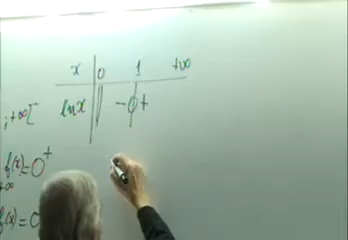 x 0 1 +∞
ln x || - 0 +
; +∞[
f(x) = 0⁺
+∞
f(x) = 0